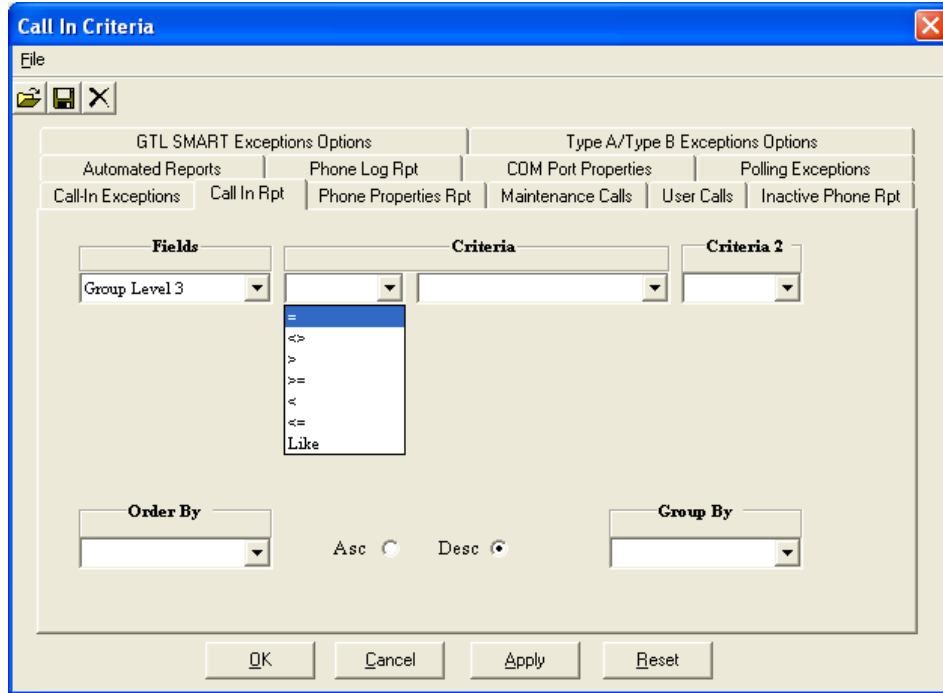 Call In Criteria
File
GTL SMART Exceptions Options Type A/Type B Exceptions Options
Automated Reports Phone Log Rpt COM Port Properties Polling Exceptions
Call-In Exceptions Call In Rpt Phone Properties Rpt Maintenance Calls User Calls Inactive Phone Rpt
Fields Criteria Criteria 2
Group Level 3
=
<>
>
>=
<
<=
Like
Order By Group By
Asc Desc
OK Cancel Apply Reset